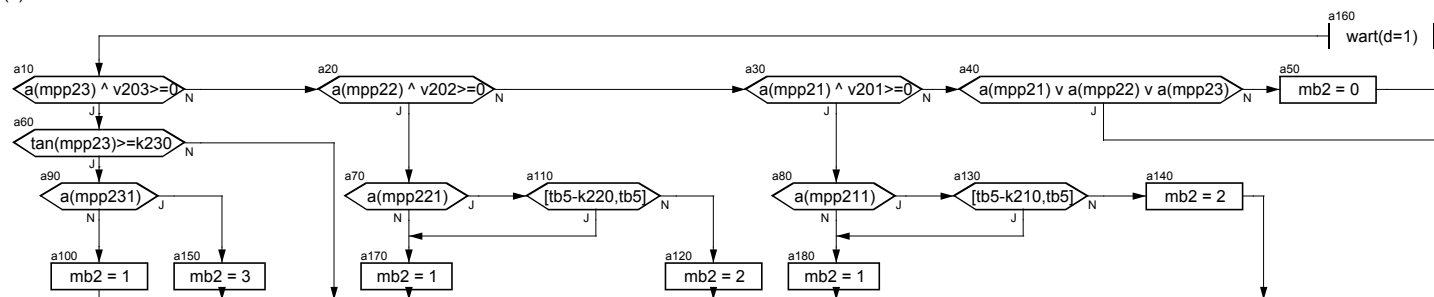 a160
wart(d=1)
a10
a(mpp23) ^ v203>=0
J
N
a20
a(mpp22) ^ v202>=0
J
N
a30
a(mpp21) ^ v201>=0
J
N
a40
a(mpp21) v a(mpp22) v a(mpp23)
J
N
a50
mb2 = 0
a60
tan(mpp23)>=k230
J
N
a90
a(mpp231)
N
J
a70
a(mpp221)
N
J
a110
[tb5-k220,tb5]
J
N
a80
a(mpp211)
N
J
a130
[tb5-k210,tb5]
J
N
a140
mb2 = 2
a100
mb2 = 1
a150
mb2 = 3
a170
mb2 = 1
a120
mb2 = 2
a180
mb2 = 1